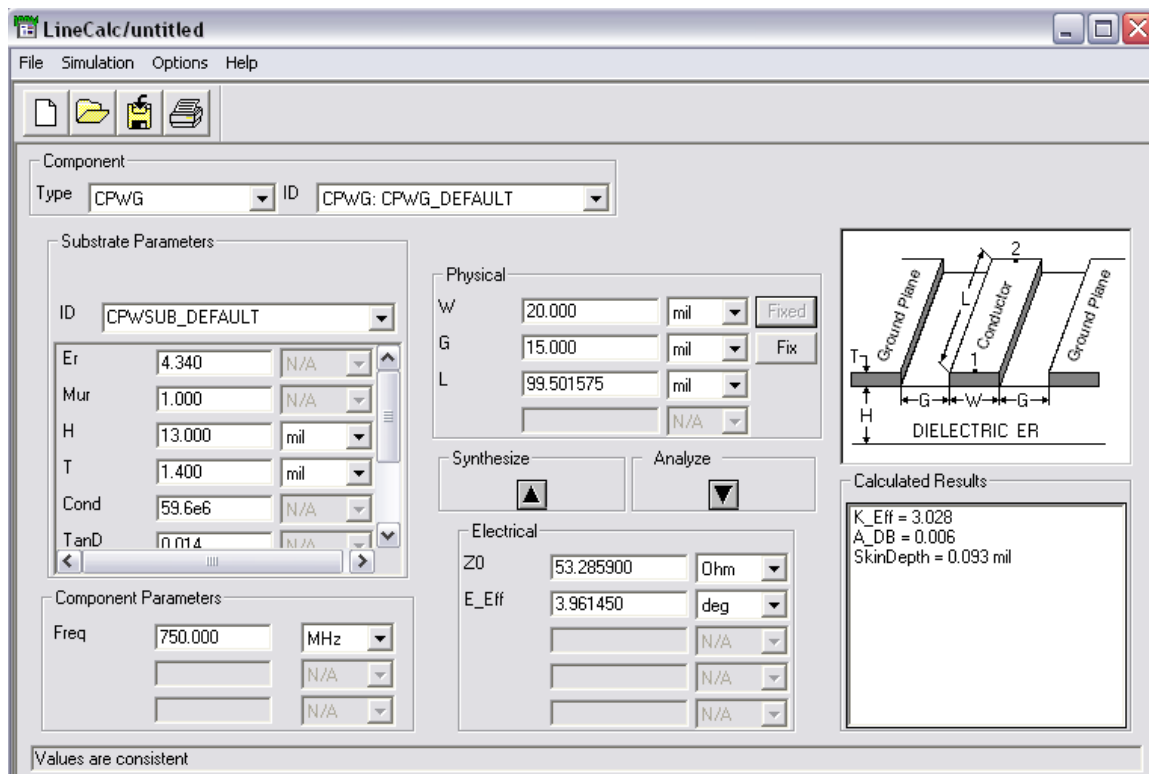 LineCalc/untitled
File Simulation Options Help
Component
Type CPWG ID CPWG: CPWG_DEFAULT
Substrate Parameters
ID CPWSUB_DEFAULT
Er 4.340 N/A
Mur 1.000 N/A
H 13.000 mil
T 1.400 mil
Cond 59.6e6 N/A
TanD 0.014 N/A
Component Parameters
Freq 750.000 MHz
N/A
N/A
Physical
W 20.000 mil Fixed
G 15.000 mil Fix
L 99.501575 mil
N/A
Synthesize Analyze
Electrical
Z0 53.285900 Ohm
E_Eff 3.961450 deg
N/A
N/A
N/A
2
Ground Plane
L
Conductor
Ground Plane
T
1
G W G
H
DIELECTRIC ER
Calculated Results
K_Eff = 3.028
A_DB = 0.006
SkinDepth = 0.093 mil
Values are consistent